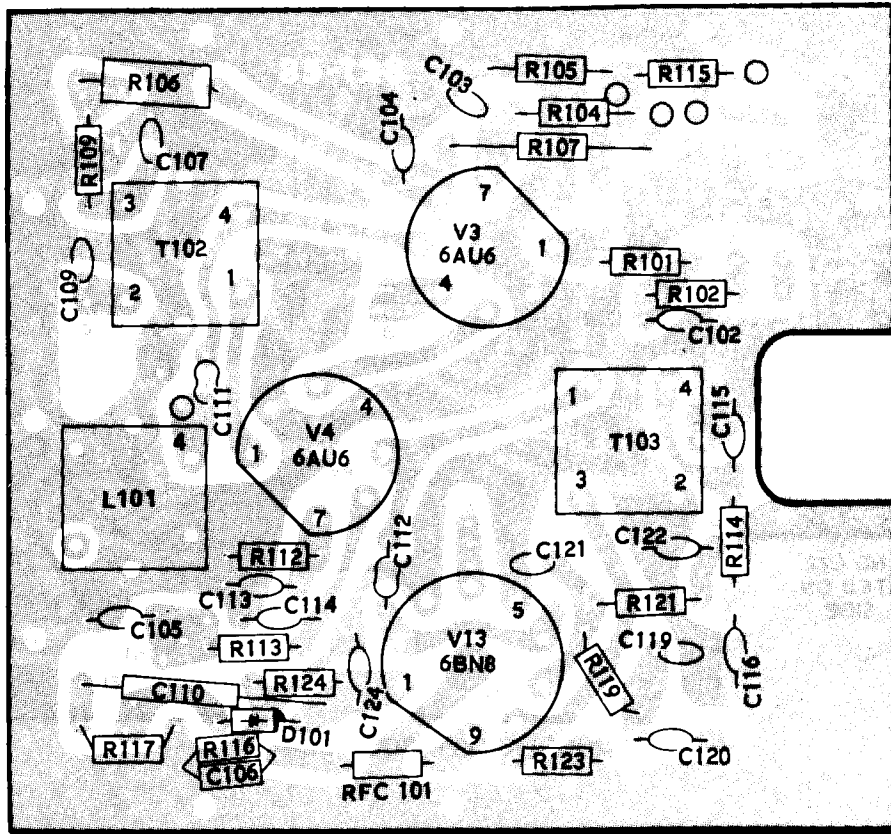 R106
C103
R105
R115
C104
R104
R109
C107
R107
3
4
T102
2
1
C109
7
V3
6AU6
1
4
R101
R102
C102
C111
4
L101
4
V4
6AU6
1
7
1
4
T103
3
2
C115
R112
C112
C113
C114
C105
R113
C110
R124
C124
D101
R117
R116
C106
RFC 101
C121
C122
R114
5
V13
6BN8
1
9
R121
C119
R119
C116
C120
R123